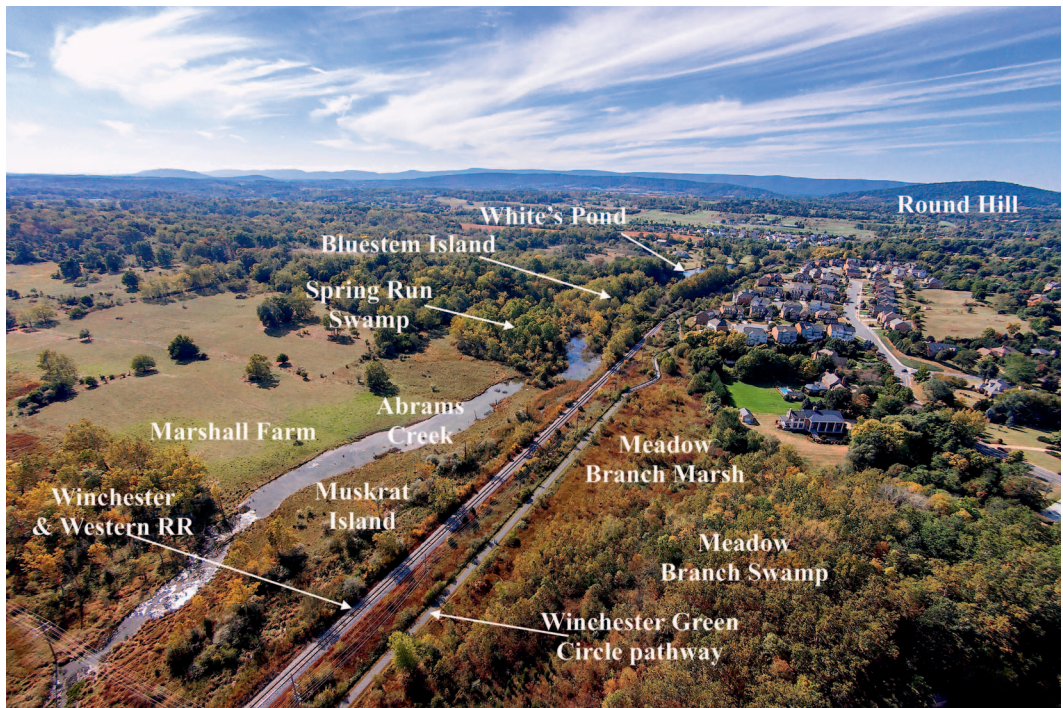 Round Hill
White's Pond
Bluestem Island
Spring Run
Swamp
Abrams
Creek
Marshall Farm
Meadow
Branch Marsh
Muskrat
Island
Winchester
& Western RR
Meadow
Branch Swamp
Winchester Green
Circle pathway